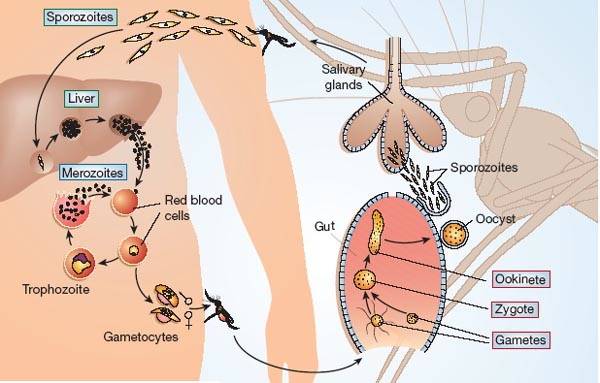 Sporozoites
Liver
Merozoites
Red blood
cells
Trophozoite
Gametocytes
♂
♀
Salivary
glands
Sporozoites
Oocyst
Gut
Ookinete
Zygote
Gametes